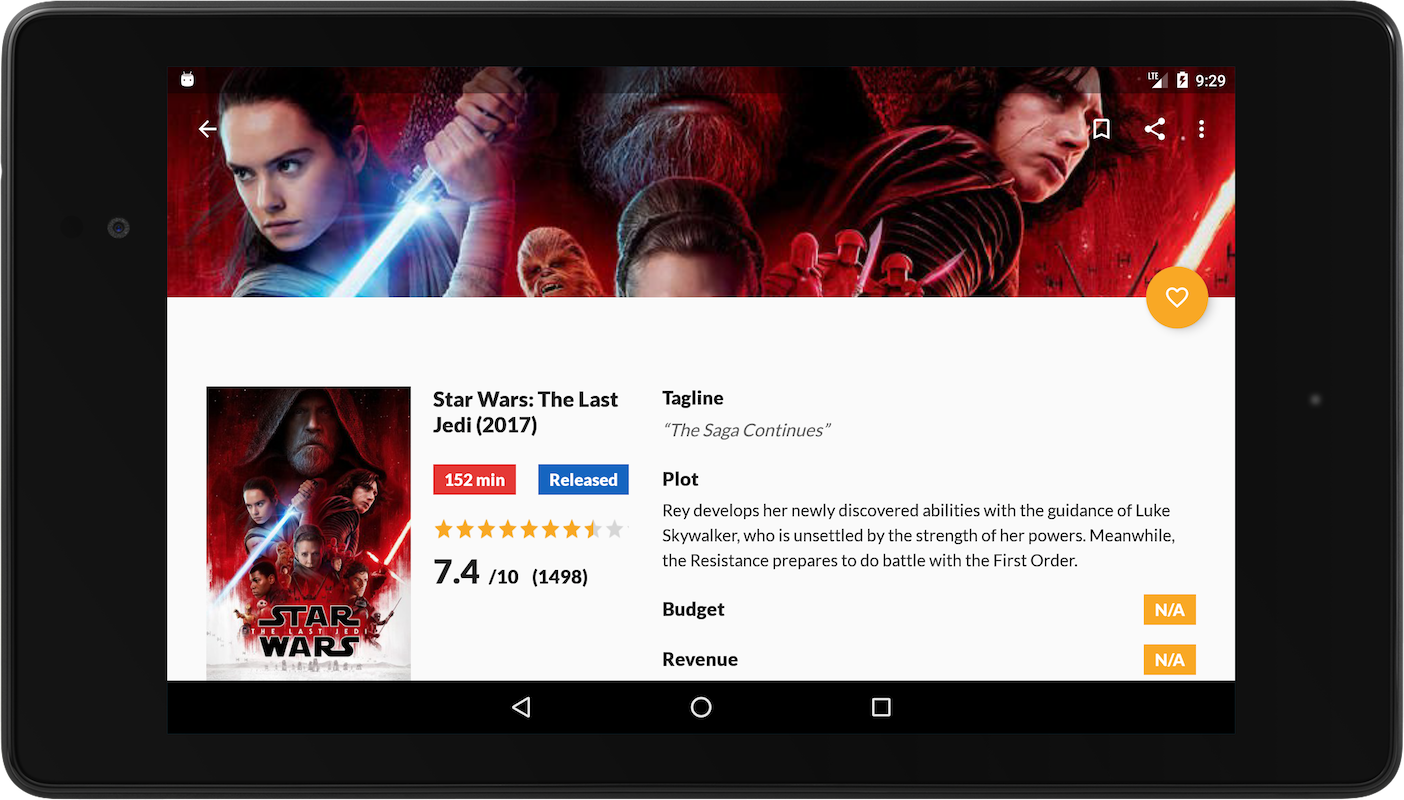 LTE 9:29
Star Wars: The Last
Jedi (2017)
152 min Released
7.4 /10 (1498)
STAR
THE LAST JEDI
WARS
Tagline
“The Saga Continues”
Plot
Rey develops her newly discovered abilities with the guidance of Luke
Skywalker, who is unsettled by the strength of her powers. Meanwhile,
the Resistance prepares to do battle with the First Order.
Budget N/A
Revenue N/A